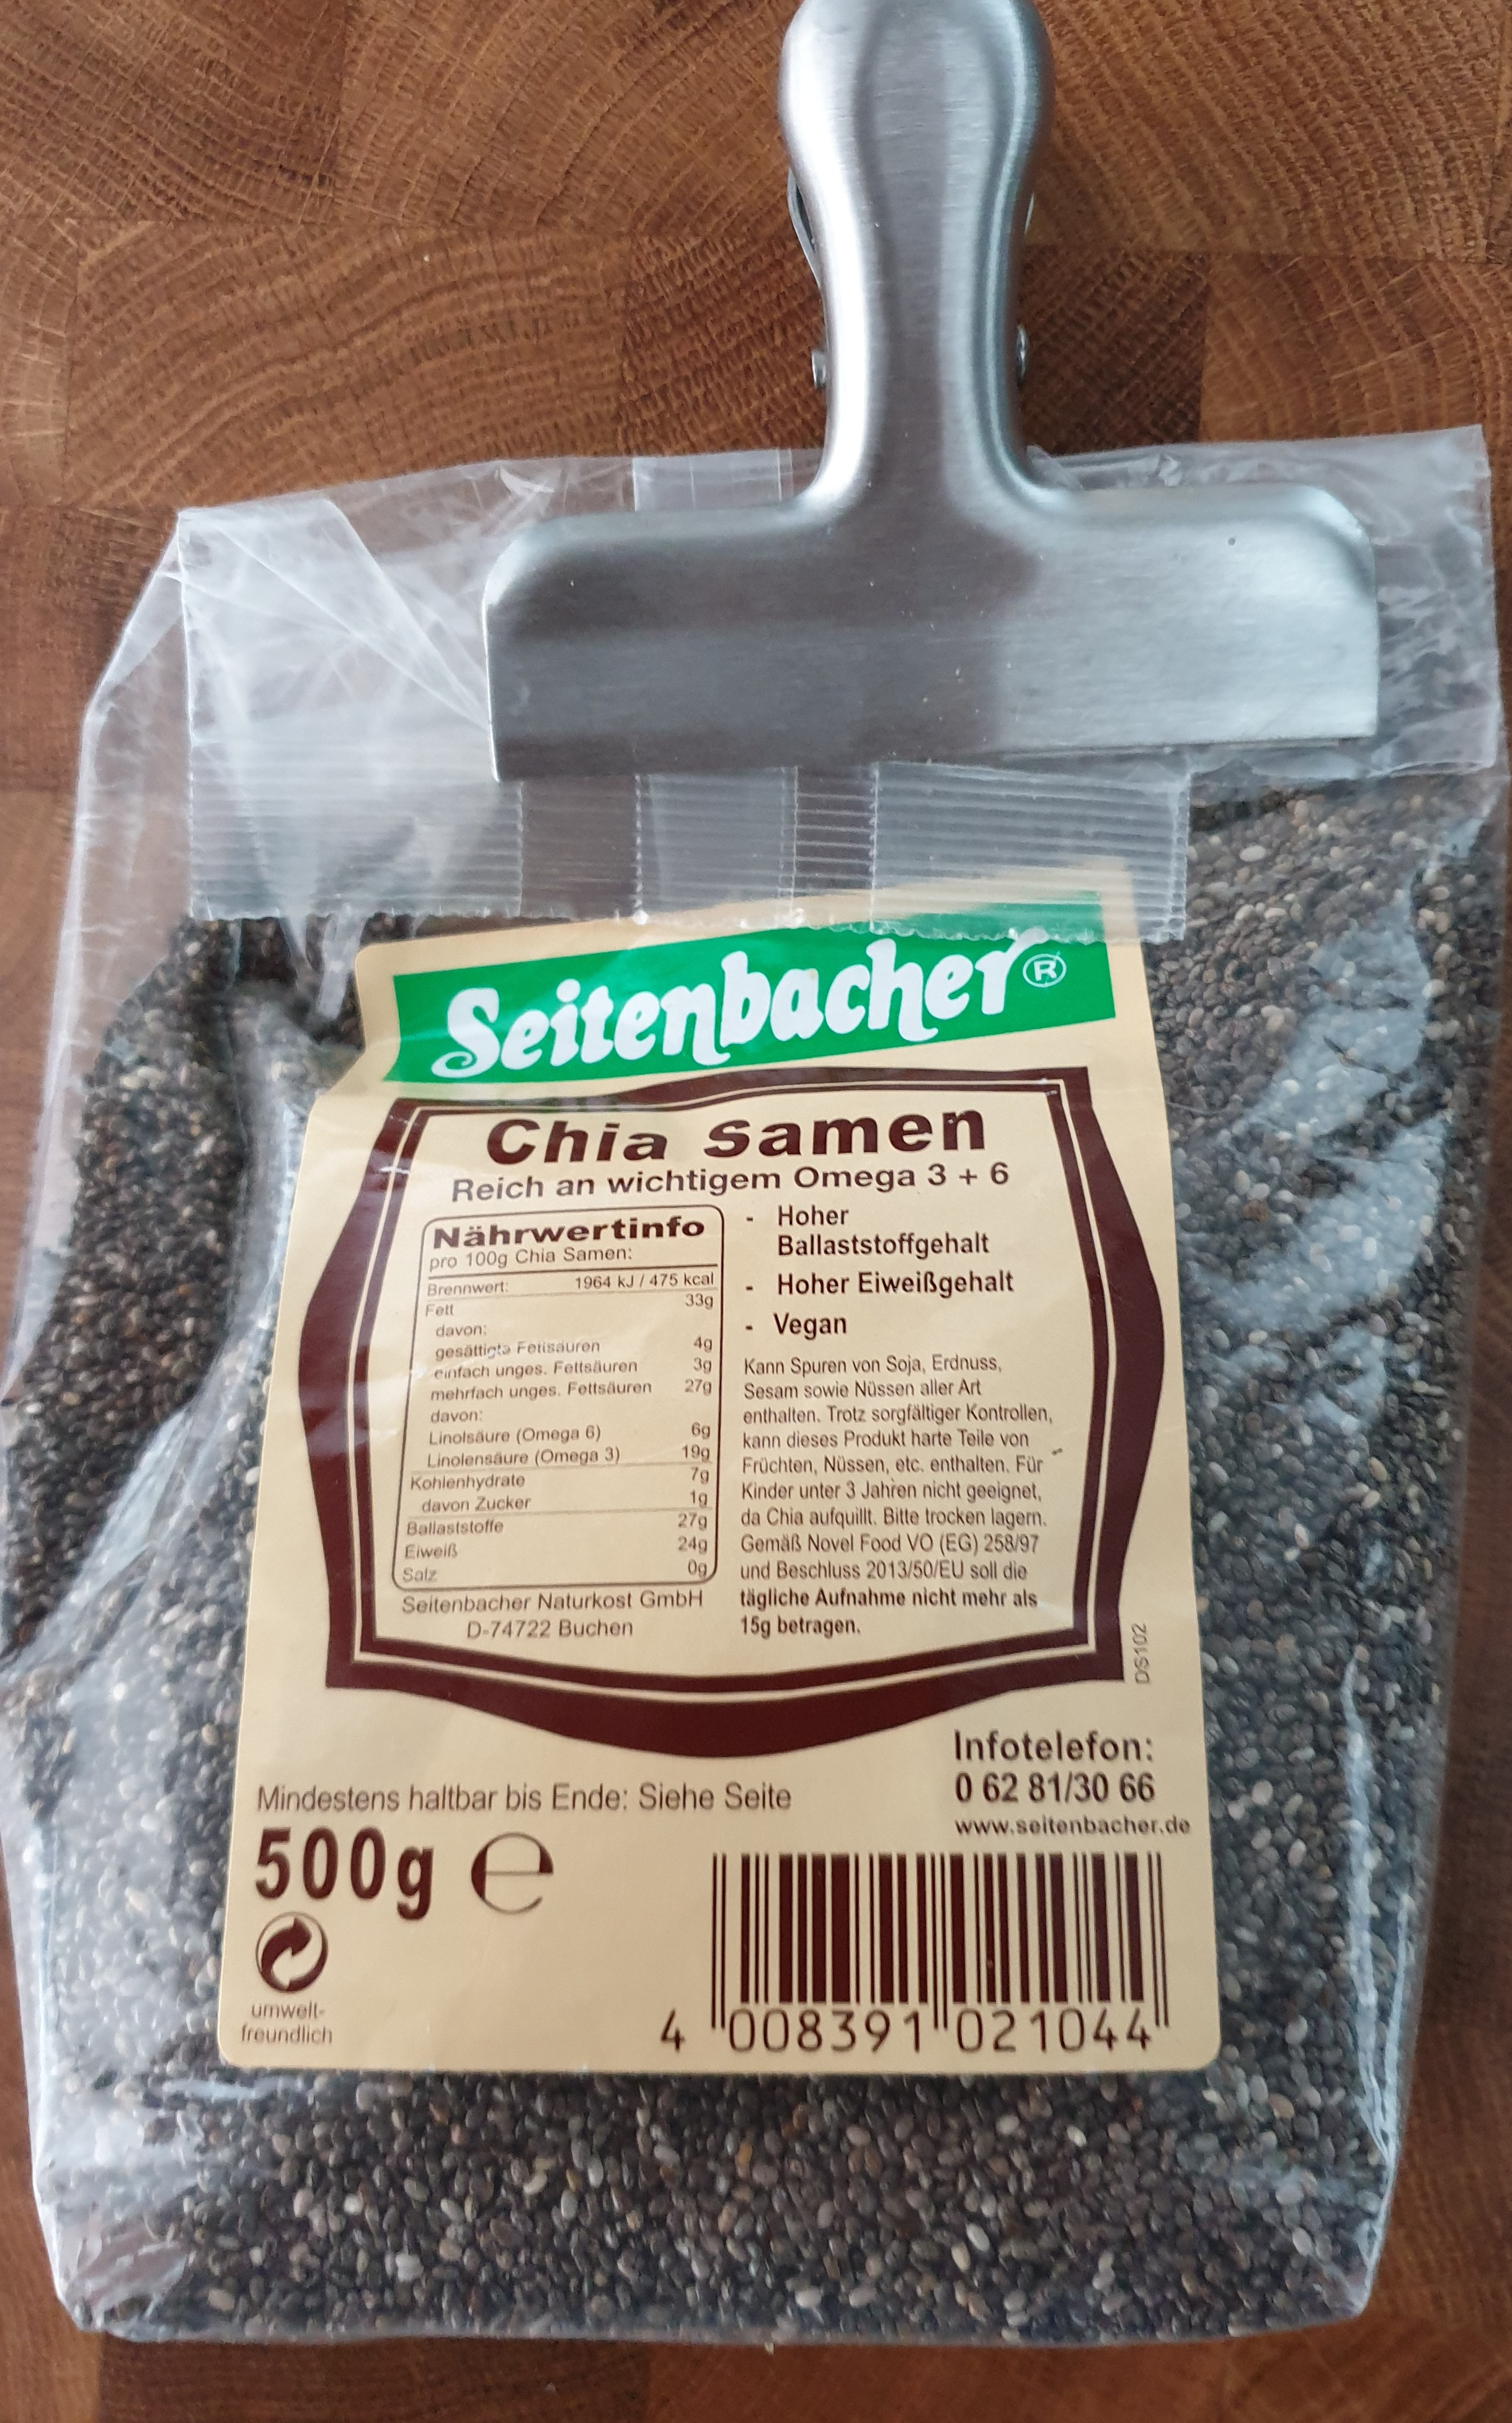 Seitenbacher®
Chia Samen
Reich an wichtigem Omega 3 + 6
Nährwertinfo
pro 100g Chia Samen:
Brennwert: 1964 kJ / 475 kcal
Fett 33g
davon:
gesättigte Fettsäuren 4g
einfach unges. Fettsäuren 3g
mehrfach unges. Fettsäuren 27g
davon:
Linolsäure (Omega 6) 6g
Linolensäure (Omega 3) 19g
Kohlenhydrate 7g
davon Zucker 1g
Ballaststoffe 27g
Eiweiß 24g
Salz 0g
Seitenbacher Naturkost GmbH
D-74722 Buchen
- Hoher
Ballaststoffgehalt
- Hoher Eiweißgehalt
- Vegan
Kann Spuren von Soja, Erdnuss,
Sesam sowie Nüssen aller Art
enthalten. Trotz sorgfältiger Kontrollen,
kann dieses Produkt harte Teile von
Früchten, Nüssen, etc. enthalten. Für
Kinder unter 3 Jahren nicht geeignet,
da Chia aufquillt. Bitte trocken lagern.
Gemäß Novel Food VO (EG) 258/97
und Beschluss 2013/50/EU soll die
tägliche Aufnahme nicht mehr als
15g betragen.
DS102
Infotelefon:
0 62 81/30 66
www.seitenbacher.de
Mindestens haltbar bis Ende: Siehe Seite
500g ℮
umwelt-
freundlich
4 008391 021044